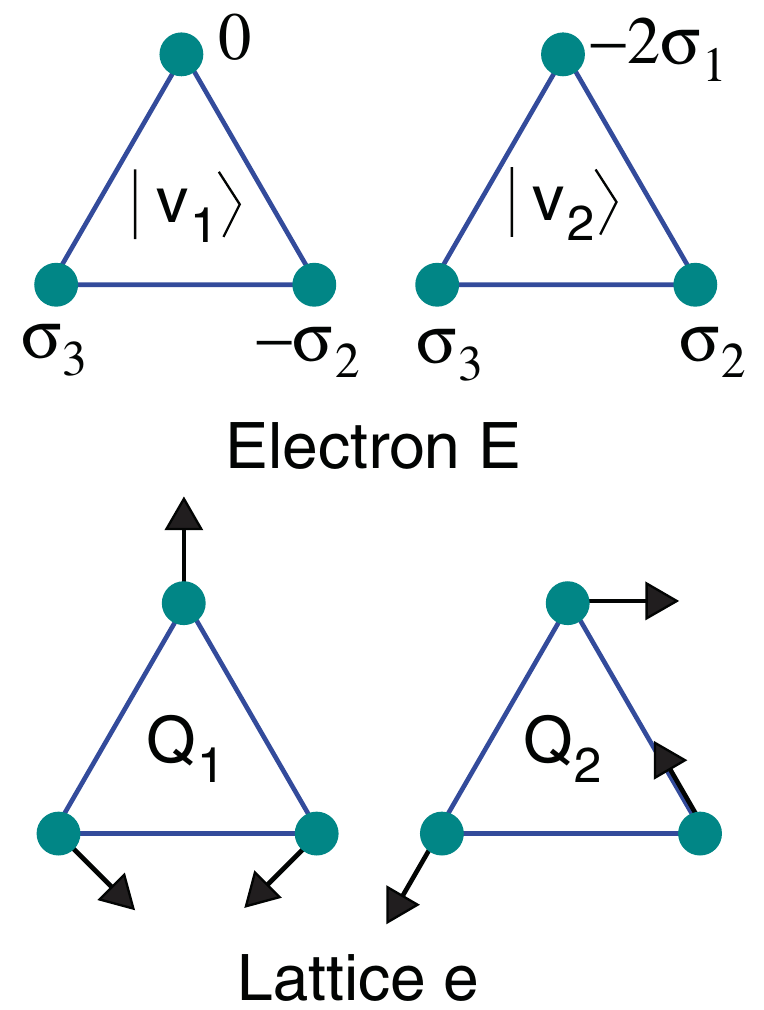 0 −2σ₁
|v₁⟩ |v₂⟩
σ₃ −σ₂ σ₃ σ₂
Electron E
Q₁ Q₂
Lattice e